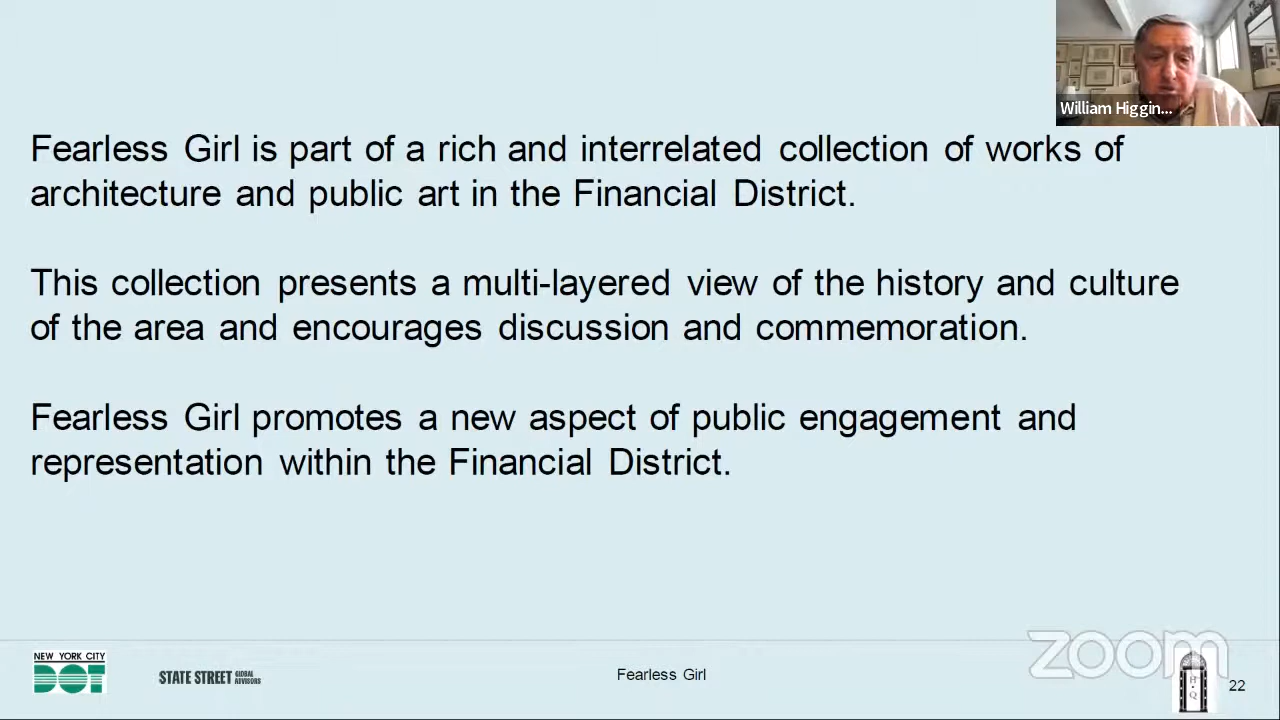 William Higgin...
Fearless Girl is part of a rich and interrelated collection of works of
architecture and public art in the Financial District.
This collection presents a multi-layered view of the history and culture
of the area and encourages discussion and commemoration.
Fearless Girl promotes a new aspect of public engagement and
representation within the Financial District.
NEW YORK CITY
DOT
STATE STREET GLOBAL
ADVISORS
Fearless Girl
zoom
H
Q
22